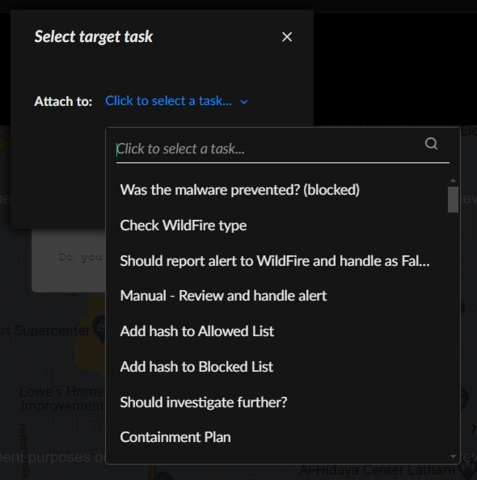 Select target task
Attach to:
Click to select a task...
Click to select a task...
Was the malware prevented? (blocked)
Check WildFire type
Should report alert to WildFire and handle as Fal...
Manual - Review and handle alert
Do you
Add hash to Allowed List
rt Supercenter
Add hash to Blocked List
Lowe's Home
Improvement
Should investigate further?
Containment Plan
ment purposes o
Al-Hidaya Center Latham